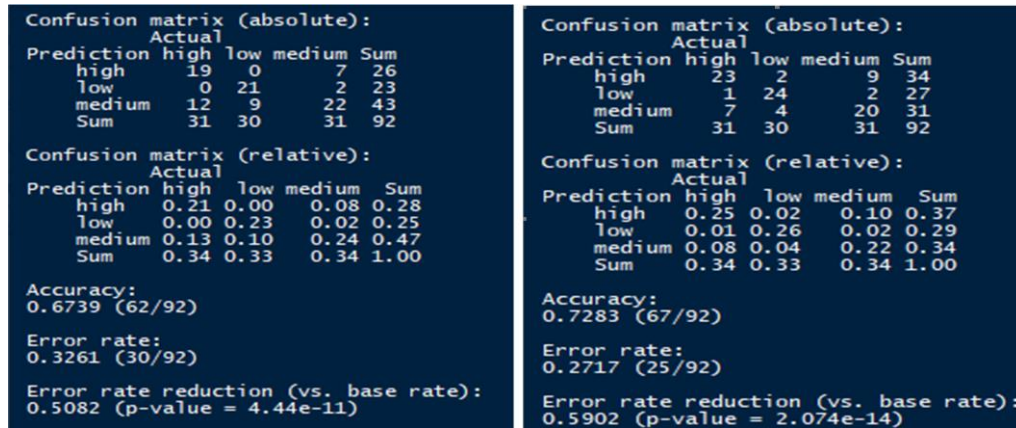 Confusion matrix (absolute):
Actual
Prediction high low medium Sum
high 19 0 7 26
low 0 21 2 23
medium 12 9 22 43
Sum 31 30 31 92
Confusion matrix (relative):
Actual
Prediction high low medium Sum
high 0.21 0.00 0.08 0.28
low 0.00 0.23 0.02 0.25
medium 0.13 0.10 0.24 0.47
Sum 0.34 0.33 0.34 1.00
Accuracy:
0.6739 (62/92)
Error rate:
0.3261 (30/92)
Error rate reduction (vs. base rate):
0.5082 (p-value = 4.44e-11)
Confusion matrix (absolute):
Actual
Prediction high low medium Sum
high 23 2 9 34
low 1 24 2 27
medium 7 4 20 31
Sum 31 30 31 92
Confusion matrix (relative):
Actual
Prediction high low medium Sum
high 0.25 0.02 0.10 0.37
low 0.01 0.26 0.02 0.29
medium 0.08 0.04 0.22 0.34
Sum 0.34 0.33 0.34 1.00
Accuracy:
0.7283 (67/92)
Error rate:
0.2717 (25/92)
Error rate reduction (vs. base rate):
0.5902 (p-value = 2.074e-14)